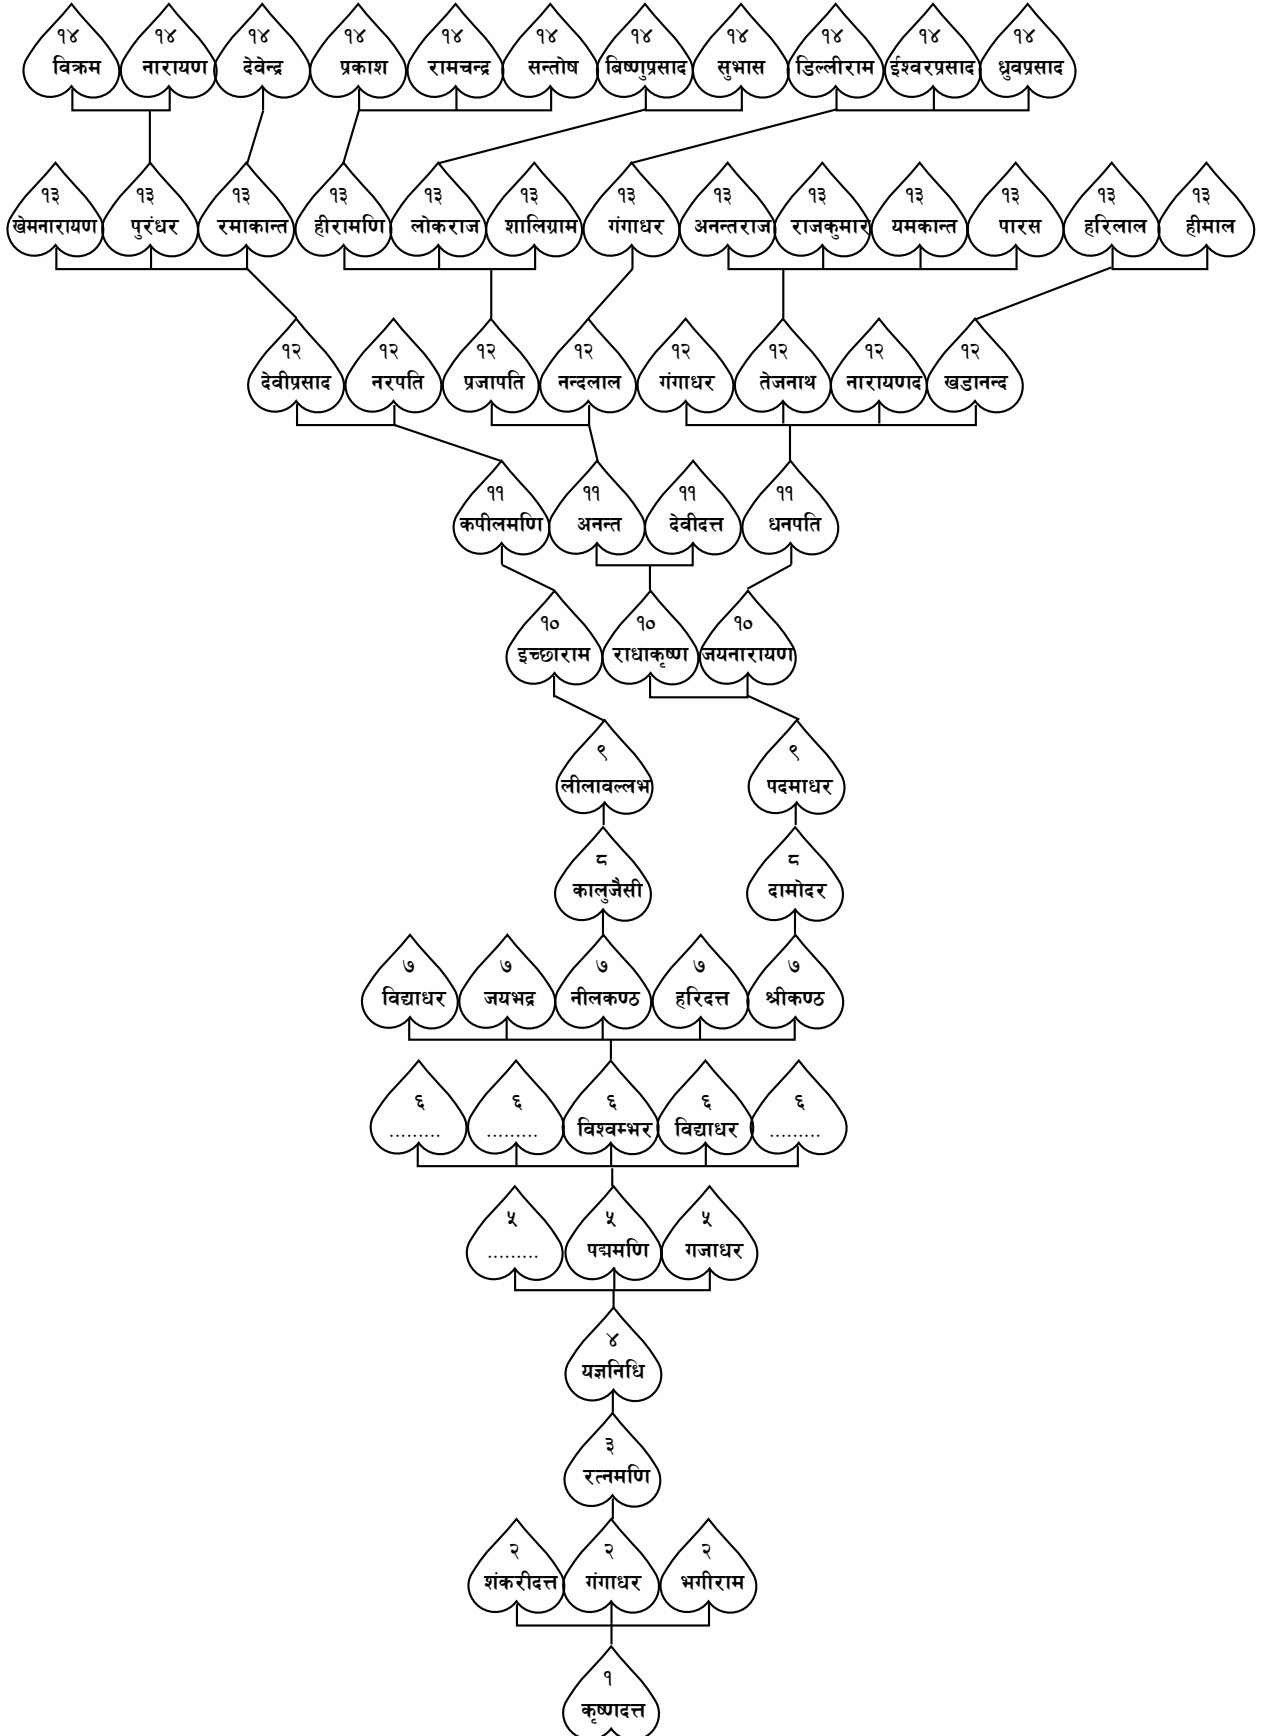 १४ १४ १४ १४ १४ १४ १४ १४ १४ १४ १४
विक्रम नारायण देवेन्द्र प्रकाश रामचन्द्र सन्तोष बिष्णुप्रसाद सुभास डिल्लीराम ईश्वरप्रसाद ध्रुवप्रसाद
१३ १३ १३ १३ १३ १३ १३ १३ १३ १३ १३ १३ १३
खेमनारायण पुरंधर रमाकान्त हीरामणि लोकराज शालिग्राम गंगाधर अनन्तराज राजकुमार यमकान्त पारस हरिलाल हीमाल
१२ १२ १२ १२ १२ १२ १२ १२
देवीप्रसाद नरपति प्रजापति नन्दलाल गंगाधर तेजनाथ नारायणद खडानन्द
११ ११ ११ ११
कपीलमणि अनन्त देवीदत्त धनपति
१० १० १०
इच्छाराम राधाकृष्ण जयनारायण
९ ९
लीलावल्लभ पदमाधर
८ ८
कालुजैसी दामोदर
७ ७ ७ ७ ७
विद्याधर जयभद्र नीलकण्ठ हरिदत्त श्रीकण्ठ
६ ६ ६ ६ ६
......... ......... विश्वम्भर विद्याधर .........
५ ५ ५
......... पद्ममणि गजाधर
४
यज्ञनिधि
३
रत्नमणि
२ २ २
शंकरीदत्त गंगाधर भगीराम
१
कृष्णदत्त